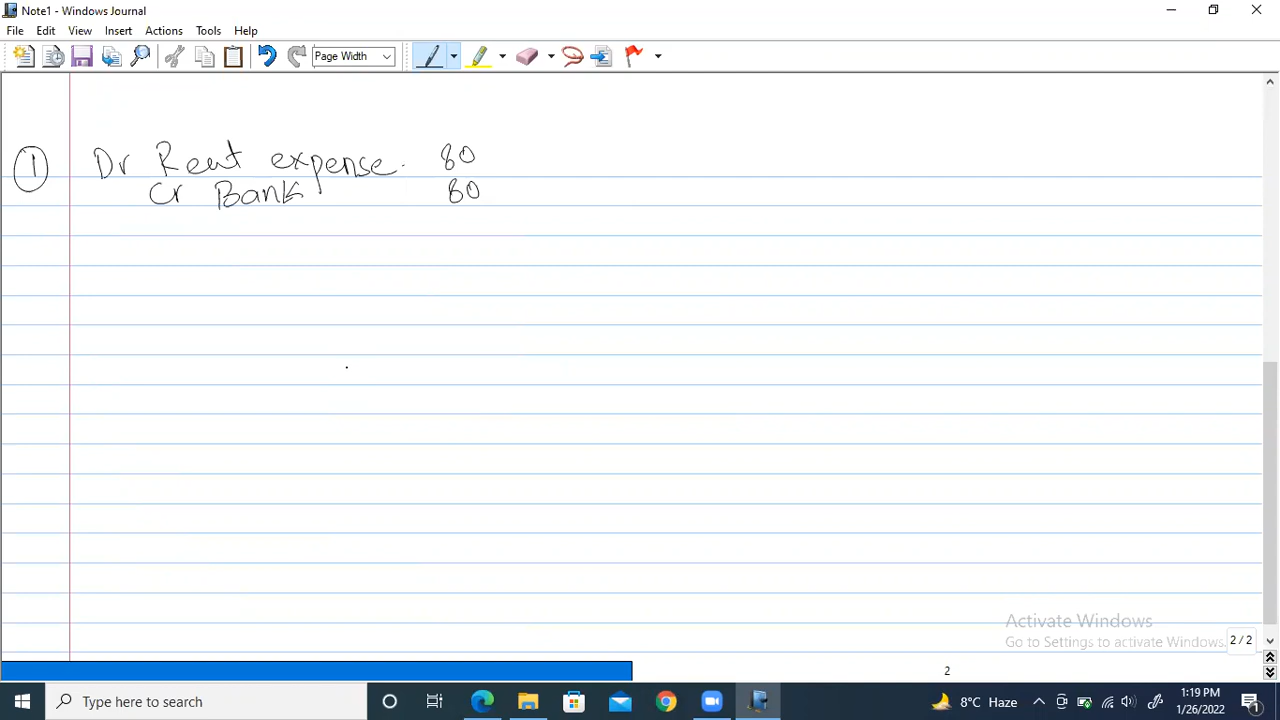 Note1 - Windows Journal
File Edit View Insert Actions Tools Help
Page Width
1 Dr Rent expense. 80
Cr Bank 80
Activate Windows
Go to Settings to activate Windows.
2 / 2
2
Type here to search
8°C Haze
1:19 PM
1/26/2022
1